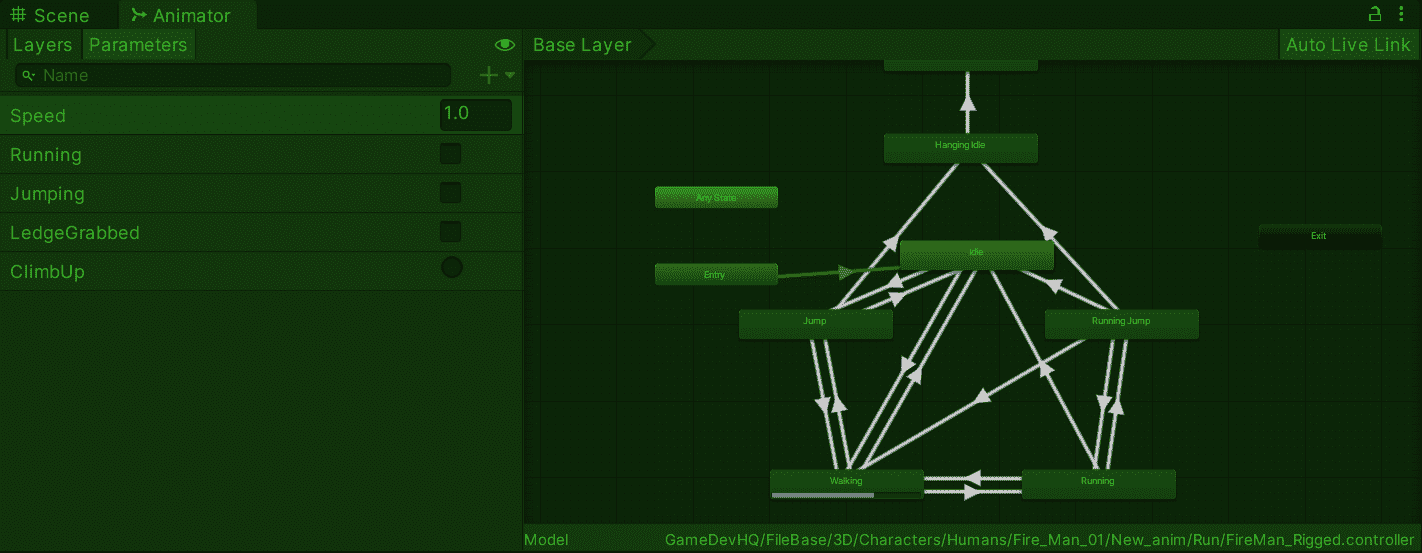 Scene
Animator
Layers
Parameters
Base Layer
Auto Live Link
Name
Speed
1.0
Running
Jumping
LedgeGrabbed
ClimbUp
Hanging Idle
Any State
Exit
Idle
Entry
Jump
Running Jump
Walking
Running
Model
GameDevHQ/FileBase/3D/Characters/Humans/Fire_Man_01/New_anim/Run/FireMan_Rigged.controller